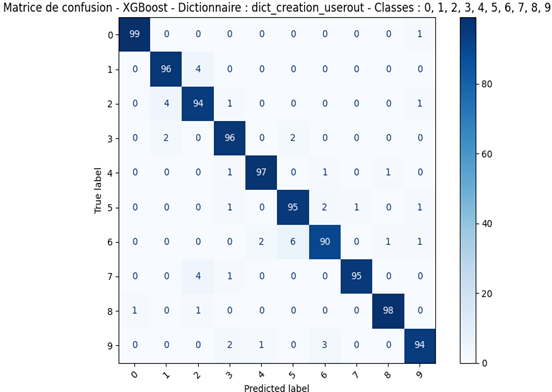 Matrice de confusion - XGBoost - Dictionnaire : dict_creation_userout - Classes : 0, 1, 2, 3, 4, 5, 6, 7, 8, 9
0 99 0 0 0 0 0 0 0 0 1
1 0 96 4 0 0 0 0 0 0 0
2 0 4 94 1 0 0 0 0 0 1
3 0 2 0 96 0 2 0 0 0 0
4 0 0 0 1 97 0 1 0 1 0
5 0 0 0 1 0 95 2 1 0 1
6 0 0 0 0 2 6 90 0 1 1
7 0 0 4 1 0 0 0 95 0 0
8 1 0 1 0 0 0 0 0 98 0
9 0 0 0 2 1 0 3 0 0 94
0 1 2 3 4 5 6 7 8 9
True label
Predicted label
80
60
40
20
0